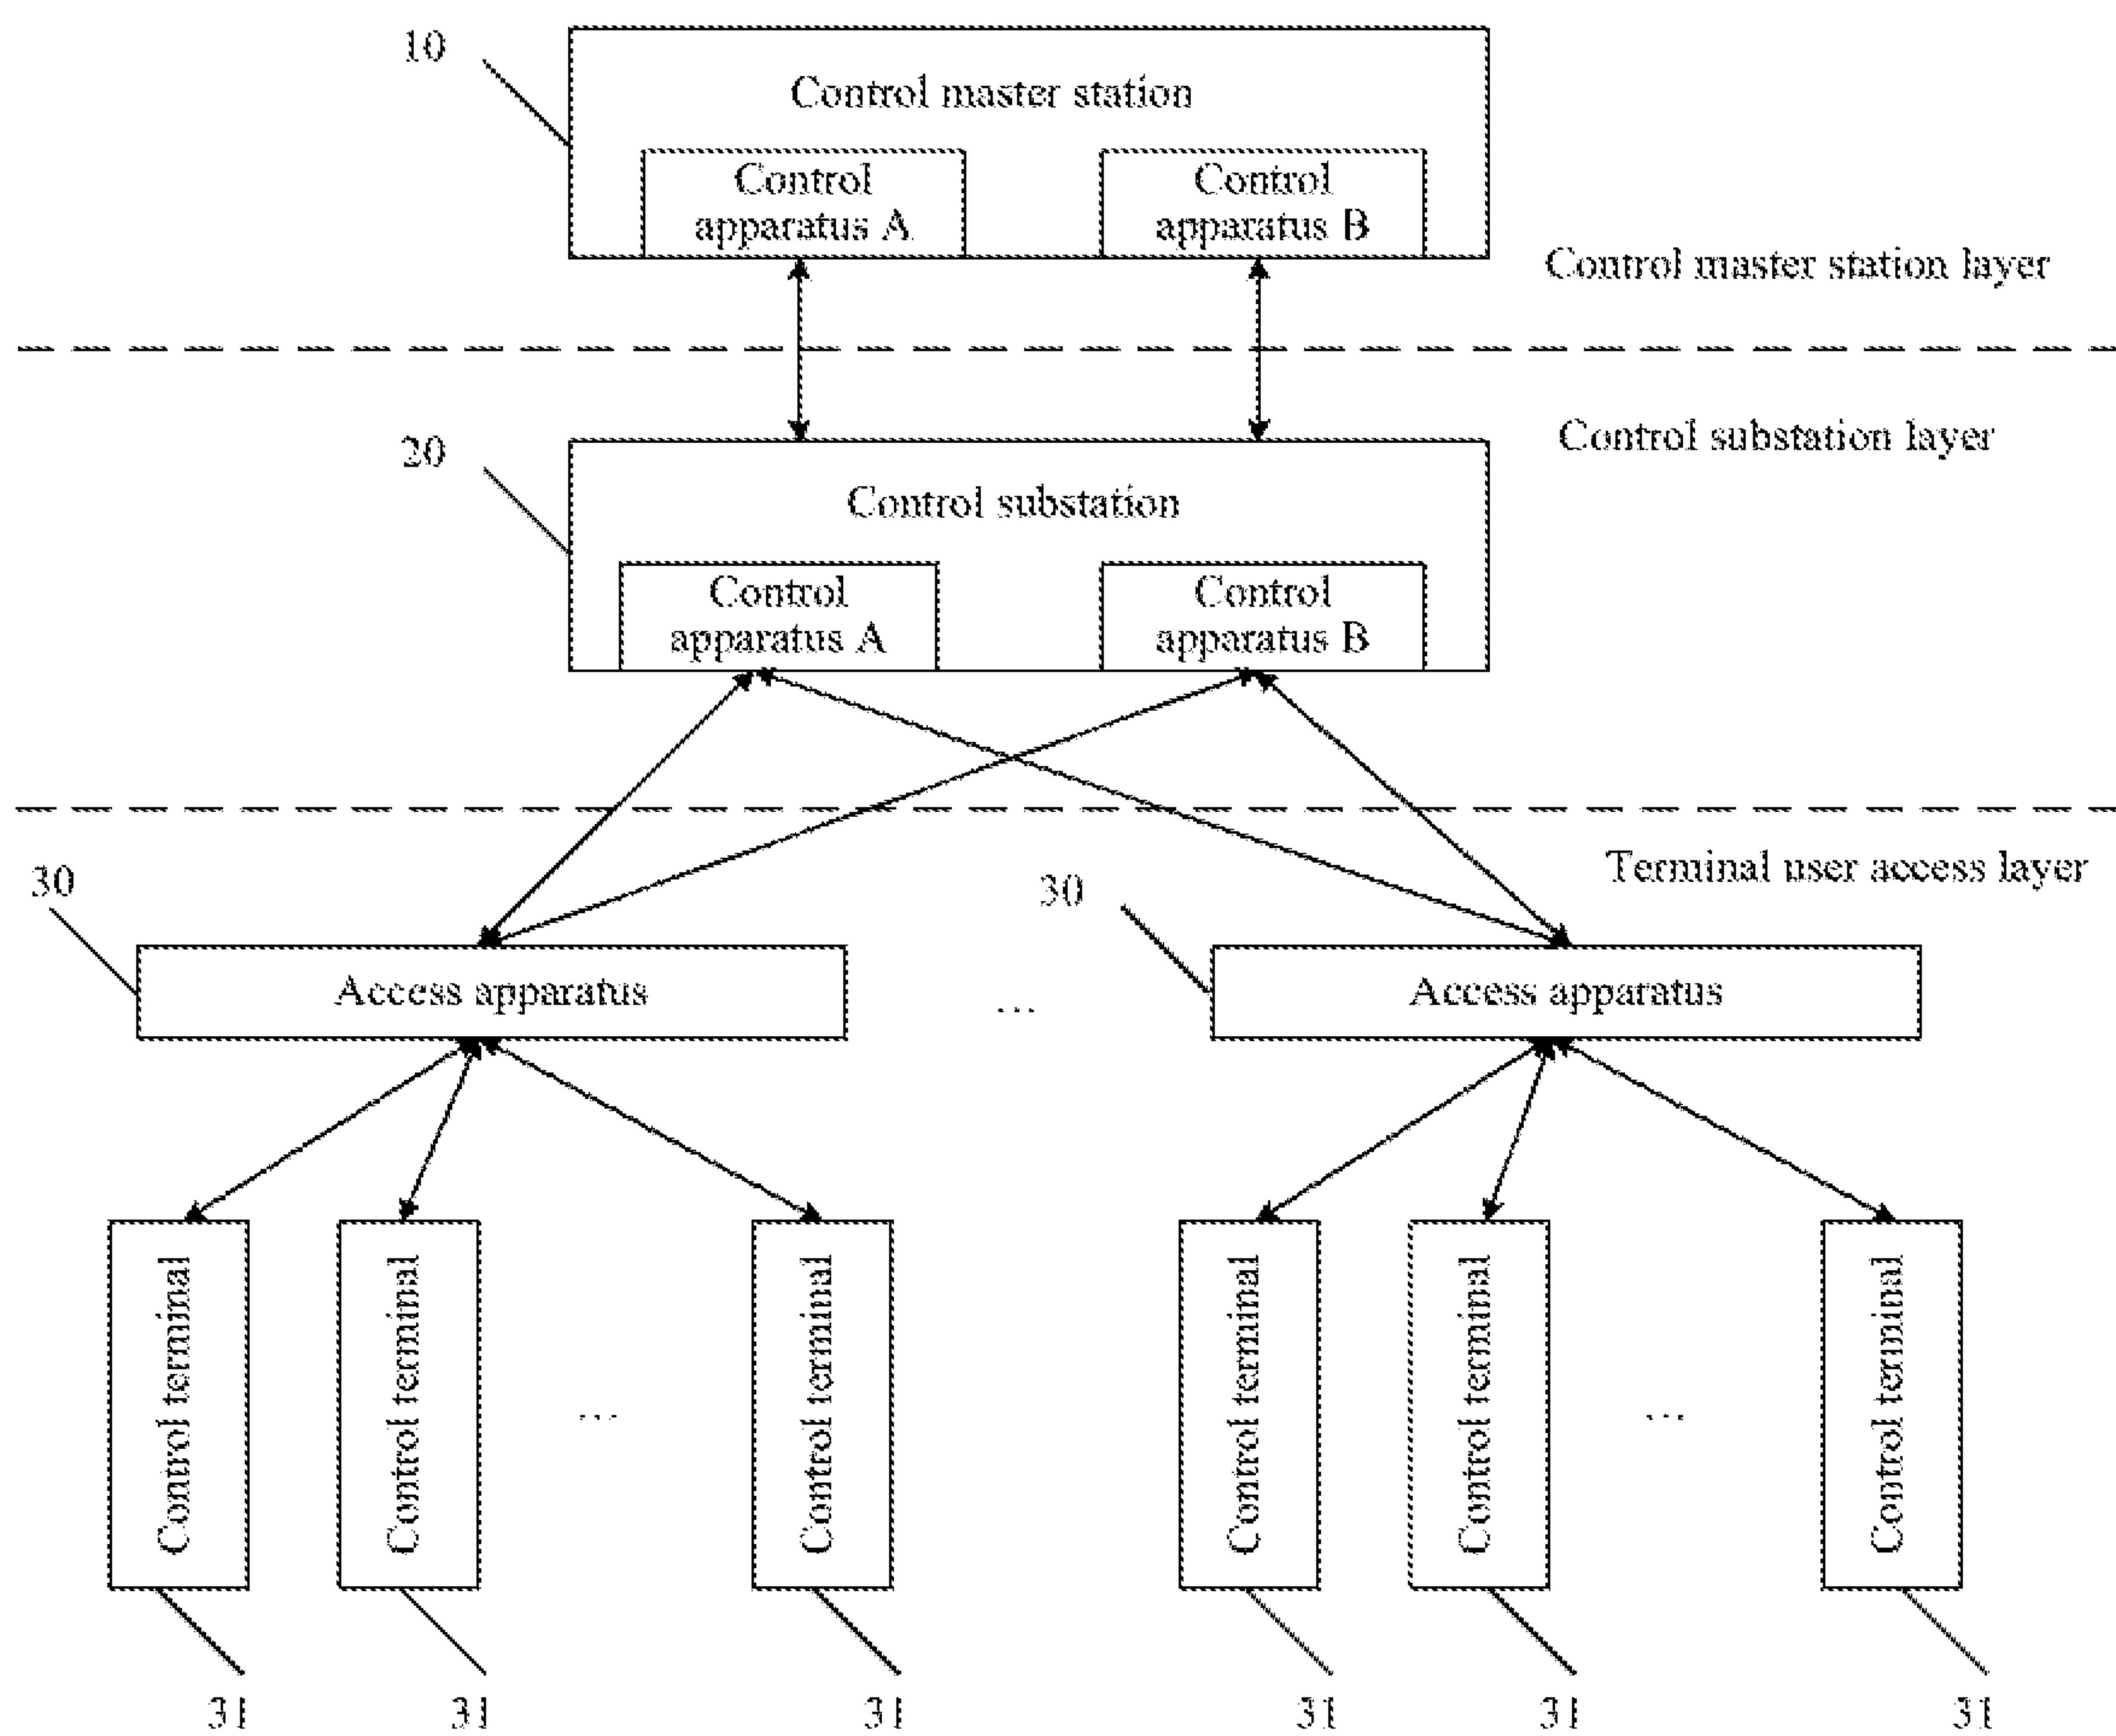 10
Control master station
Control
apparatus A
Control
apparatus B
Control master station layer
20
Control substation layer
Control substation
Control
apparatus A
Control
apparatus B
Terminal user access layer
30
30
Access apparatus
...
Access apparatus
Control terminal
Control terminal
...
Control terminal
Control terminal
Control terminal
...
Control terminal
31
31
31
31
31
31